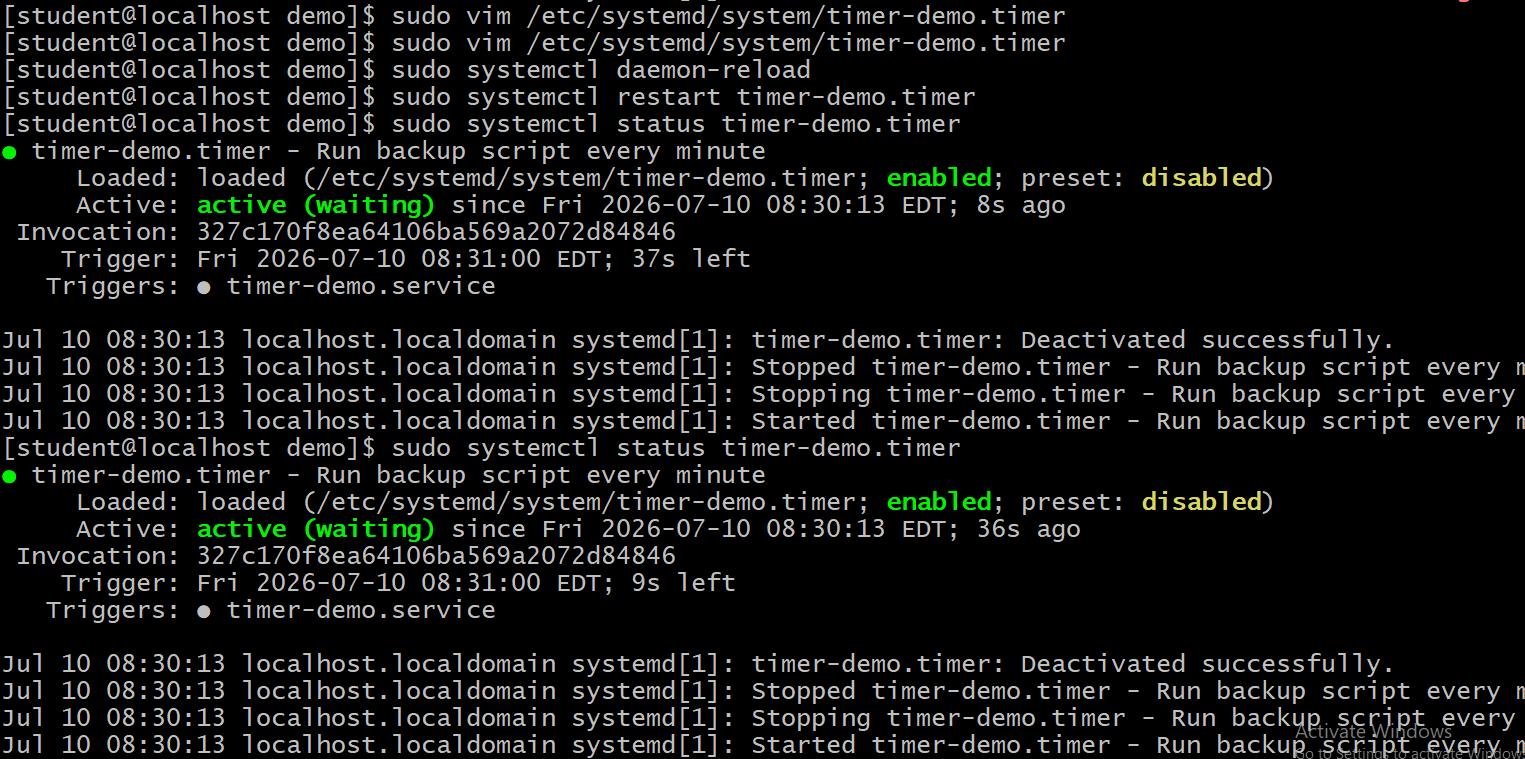 [student@localhost demo]$ sudo vim /etc/systemd/system/timer-demo.timer
[student@localhost demo]$ sudo vim /etc/systemd/system/timer-demo.timer
[student@localhost demo]$ sudo systemctl daemon-reload
[student@localhost demo]$ sudo systemctl restart timer-demo.timer
[student@localhost demo]$ sudo systemctl status timer-demo.timer
● timer-demo.timer - Run backup script every minute
     Loaded: loaded (/etc/systemd/system/timer-demo.timer; enabled; preset: disabled)
     Active: active (waiting) since Fri 2026-07-10 08:30:13 EDT; 8s ago
 Invocation: 327c170f8ea64106ba569a2072d84846
    Trigger: Fri 2026-07-10 08:31:00 EDT; 37s left
   Triggers: ● timer-demo.service

Jul 10 08:30:13 localhost.localdomain systemd[1]: timer-demo.timer: Deactivated successfully.
Jul 10 08:30:13 localhost.localdomain systemd[1]: Stopped timer-demo.timer - Run backup script every m
Jul 10 08:30:13 localhost.localdomain systemd[1]: Stopping timer-demo.timer - Run backup script every
Jul 10 08:30:13 localhost.localdomain systemd[1]: Started timer-demo.timer - Run backup script every m
[student@localhost demo]$ sudo systemctl status timer-demo.timer
● timer-demo.timer - Run backup script every minute
     Loaded: loaded (/etc/systemd/system/timer-demo.timer; enabled; preset: disabled)
     Active: active (waiting) since Fri 2026-07-10 08:30:13 EDT; 36s ago
 Invocation: 327c170f8ea64106ba569a2072d84846
    Trigger: Fri 2026-07-10 08:31:00 EDT; 9s left
   Triggers: ● timer-demo.service

Jul 10 08:30:13 localhost.localdomain systemd[1]: timer-demo.timer: Deactivated successfully.
Jul 10 08:30:13 localhost.localdomain systemd[1]: Stopped timer-demo.timer - Run backup script every m
Jul 10 08:30:13 localhost.localdomain systemd[1]: Stopping timer-demo.timer - Run backup script every
Jul 10 08:30:13 localhost.localdomain systemd[1]: Started timer-demo.timer - Run backup script every m
Activate Windows
Go to Settings to activate Windows